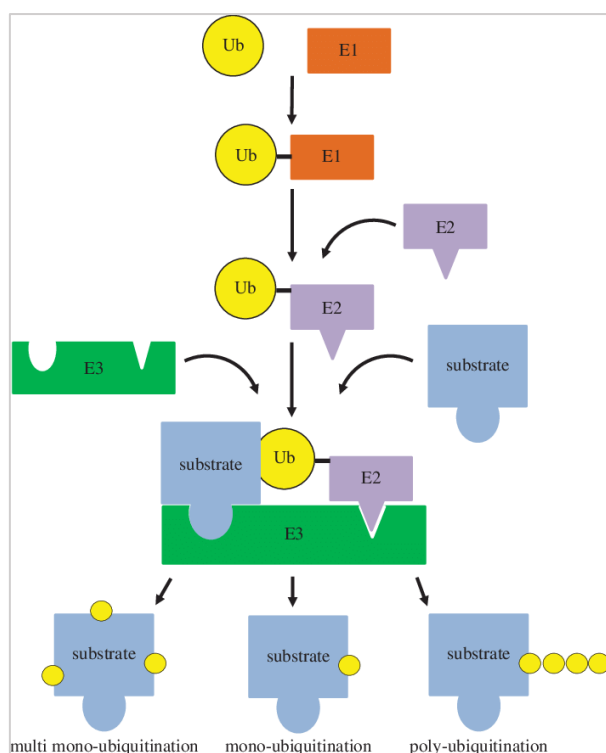 Ub
E1
Ub
E1
E2
Ub
E2
E3
substrate
substrate
Ub
E2
E3
substrate
substrate
substrate
multi mono-ubiquitination
mono-ubiquitination
poly-ubiquitination